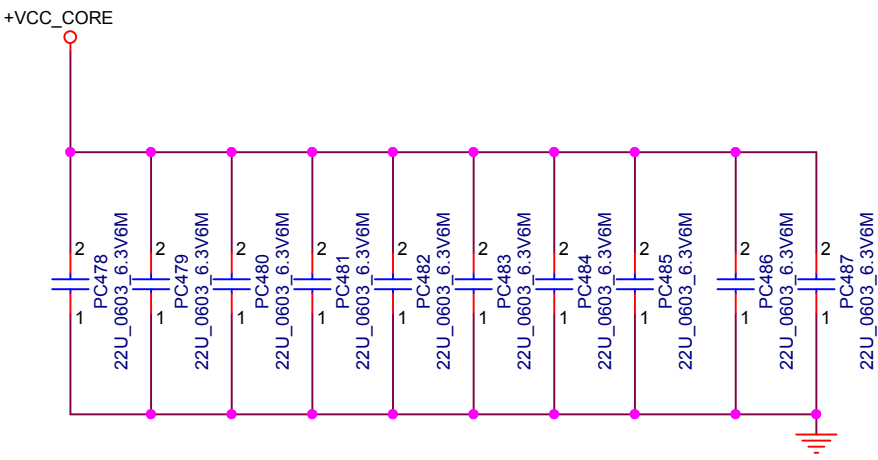 +VCC_CORE
2
1
PC478
22U_0603_6.3V6M
2
1
PC479
22U_0603_6.3V6M
2
1
PC480
22U_0603_6.3V6M
2
1
PC481
22U_0603_6.3V6M
2
1
PC482
22U_0603_6.3V6M
2
1
PC483
22U_0603_6.3V6M
2
1
PC484
22U_0603_6.3V6M
2
1
PC485
22U_0603_6.3V6M
2
1
PC486
22U_0603_6.3V6M
2
1
PC487
22U_0603_6.3V6M